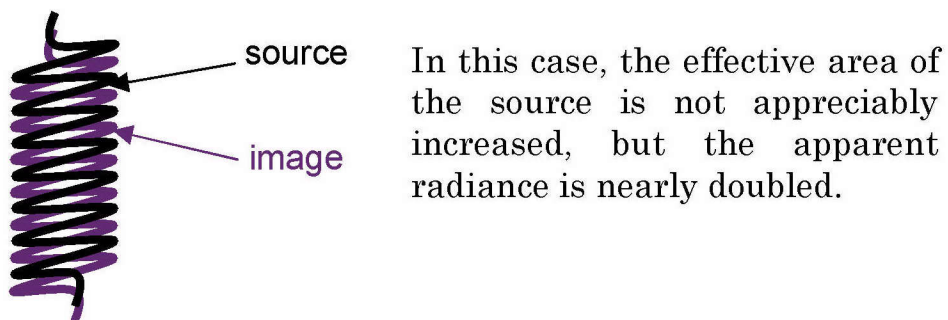 source
image
In this case, the effective area of
the source is not appreciably
increased, but the apparent
radiance is nearly doubled.